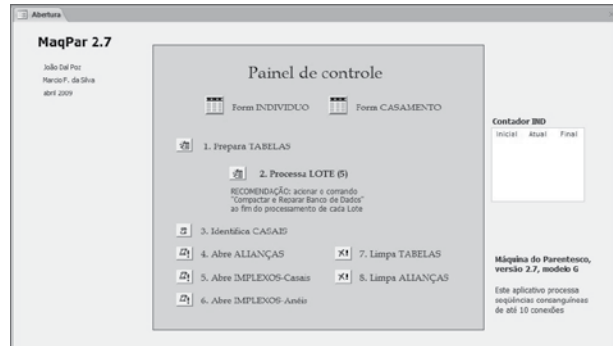 Abertura
MaqPar 2.7
João Dal Poz
Marcio F. da Silva
abril 2009
Painel de controle
Form INDIVIDUO
Form CASAMENTO
1. Prepara TABELAS
2. Processa LOTE (5)
RECOMENDAÇÃO: acionar o comando
"Compactar e Reparar Banco de Dados"
ao fim do processamento de cada Lote
3. Identifica CASAIS
4. Abre ALIANÇAS
7. Limpa TABELAS
5. Abre IMPLEXOS-Casais
8. Limpa ALIANÇAS
6. Abre IMPLEXOS-Anéis
Contador IND
Inicial Atual Final
Máquina do Parentesco,
versão 2.7, modelo G
Este aplicativo processa
seqüências consanguíneas
de até 10 conexões